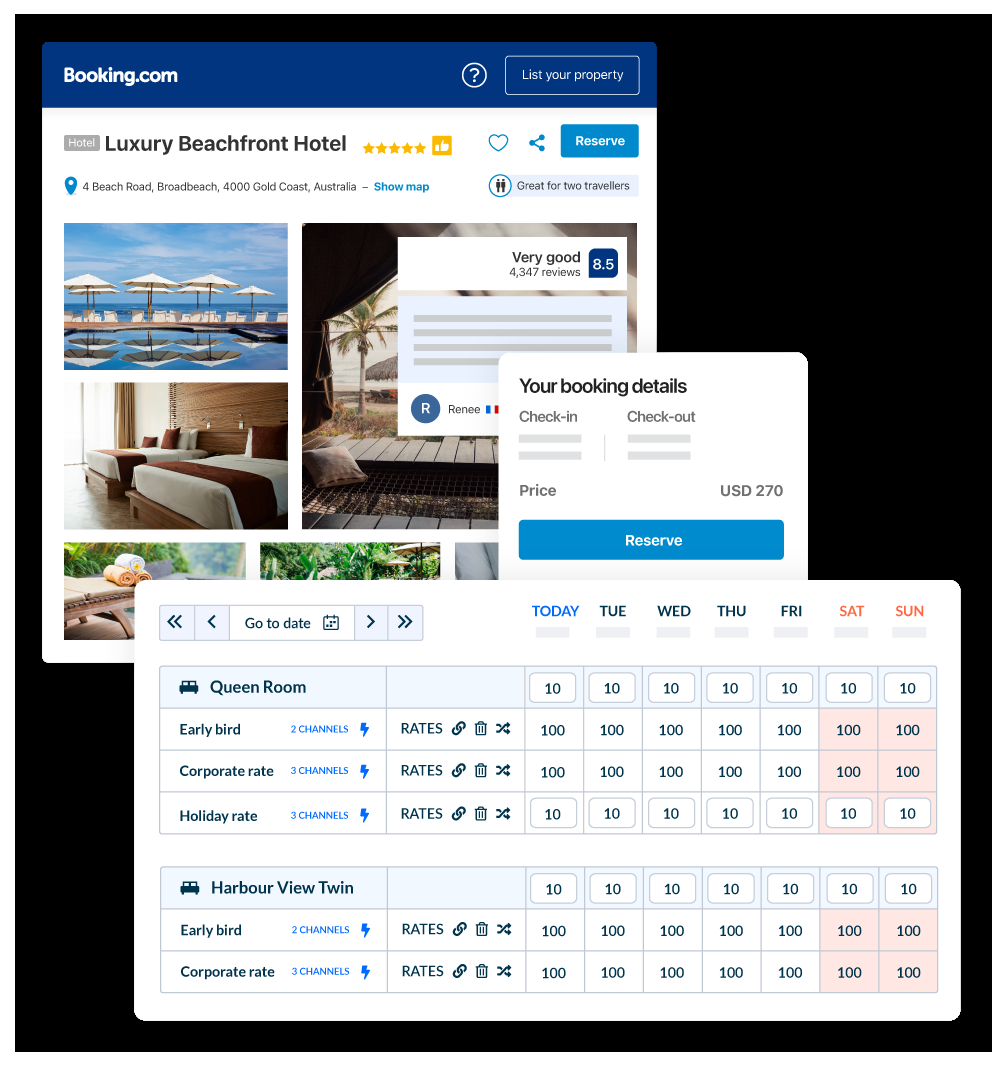 Booking.com
?
List your property
Hotel Luxury Beachfront Hotel
Reserve
4 Beach Road, Broadbeach, 4000 Gold Coast, Australia – Show map
Great for two travellers
Very good
4,347 reviews
8.5
R Renee
Your booking details
Check-in Check-out
Price USD 270
Reserve
Go to date
TODAY TUE WED THU FRI SAT SUN
Queen Room 10 10 10 10 10 10 10
Early bird 2 CHANNELS RATES 100 100 100 100 100 100 100
Corporate rate 3 CHANNELS RATES 100 100 100 100 100 100 100
Holiday rate 3 CHANNELS RATES 10 10 10 10 10 10 10
Harbour View Twin 10 10 10 10 10 10 10
Early bird 2 CHANNELS RATES 100 100 100 100 100 100 100
Corporate rate 3 CHANNELS RATES 100 100 100 100 100 100 100